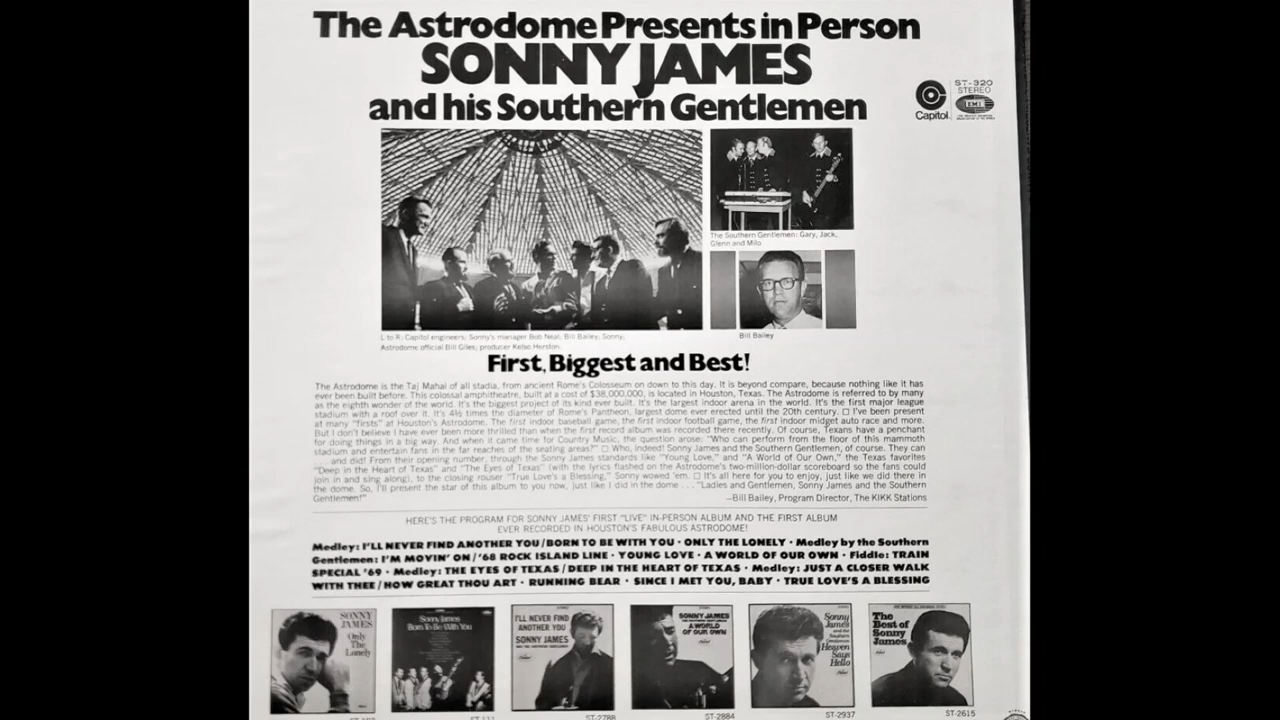 The Astrodome Presents in Person
SONNY JAMES
and his Southern Gentlemen
Capitol
ST-320
STEREO
EMI
The Southern Gentlemen: Gary, Jack,
Glenn and Milo
Bill Bailey
L to R: Capitol engineers; Sonny's manager Bob Neal, Bill Bailey; Sonny,
Astrodome official Bill Giles; producer Kelso Herston.
First, Biggest and Best!
The Astrodome is the Taj Mahal of all stadia, from ancient Rome's Colosseum on down to this day. It is beyond compare, because nothing like it has
ever been built before. This colossal amphitheatre, built at a cost of $38,000,000, is located in Houston, Texas. The Astrodome is referred to by many
as the eighth wonder of the world. It's the biggest project of its kind ever built. It's the largest indoor arena in the world. It's the first major league
stadium with a roof over it. It's 4½ times the diameter of Rome's Pantheon, largest dome ever erected until the 20th century. □ I've been present
at many "firsts" at Houston's Astrodome. The first indoor baseball game, the first indoor football game, the first indoor midget auto race and more.
But I don't believe I have ever been more thrilled than when the first record album was recorded there recently. Of course, Texans have a penchant
for doing things in a big way. And when it came time for Country Music, the question arose: "Who can perform from the floor of this mammoth
stadium and entertain fans in the far reaches of the seating areas?" □ Who, indeed! Sonny James and the Southern Gentlemen, of course. They can
. . . and did! From their opening number, through the Sonny James standards like "Young Love," and "A World of Our Own," the Texas favorites
"Deep in the Heart of Texas" and "The Eyes of Texas" (with the lyrics flashed on the Astrodome's two-million-dollar scoreboard so the fans could
join in and sing along), to the closing rouser "True Love's a Blessing," Sonny wowed 'em. □ It's all here for you to enjoy, just like we did there in
the dome. So, I'll present the star of this album to you now, just like I did in the dome . . . "Ladies and Gentlemen, Sonny James and the Southern
Gentlemen!"
—Bill Bailey, Program Director, The KIKK Stations
HERE'S THE PROGRAM FOR SONNY JAMES' FIRST "LIVE" IN-PERSON ALBUM AND THE FIRST ALBUM
EVER RECORDED IN HOUSTON'S FABULOUS ASTRODOME!
Medley: I'LL NEVER FIND ANOTHER YOU/BORN TO BE WITH YOU · ONLY THE LONELY · Medley by the Southern
Gentlemen: I'M MOVIN' ON/'68 ROCK ISLAND LINE · YOUNG LOVE · A WORLD OF OUR OWN · Fiddle: TRAIN
SPECIAL '69 · Medley: THE EYES OF TEXAS/DEEP IN THE HEART OF TEXAS · Medley: JUST A CLOSER WALK
WITH THEE/HOW GREAT THOU ART · RUNNING BEAR · SINCE I MET YOU, BABY · TRUE LOVE'S A BLESSING
SONNY
JAMES
Only
The
Lonely
Sonny James
Born To Be With You
I'LL NEVER FIND
ANOTHER YOU
SONNY JAMES
SONNY JAMES
A WORLD
OF OUR OWN
Sonny
James
and the
Southern
Gentlemen
Heaven
Says
Hello
The
Best of
Sonny
James
ST-111
ST-2788
ST-2884
ST-2937
ST-2615